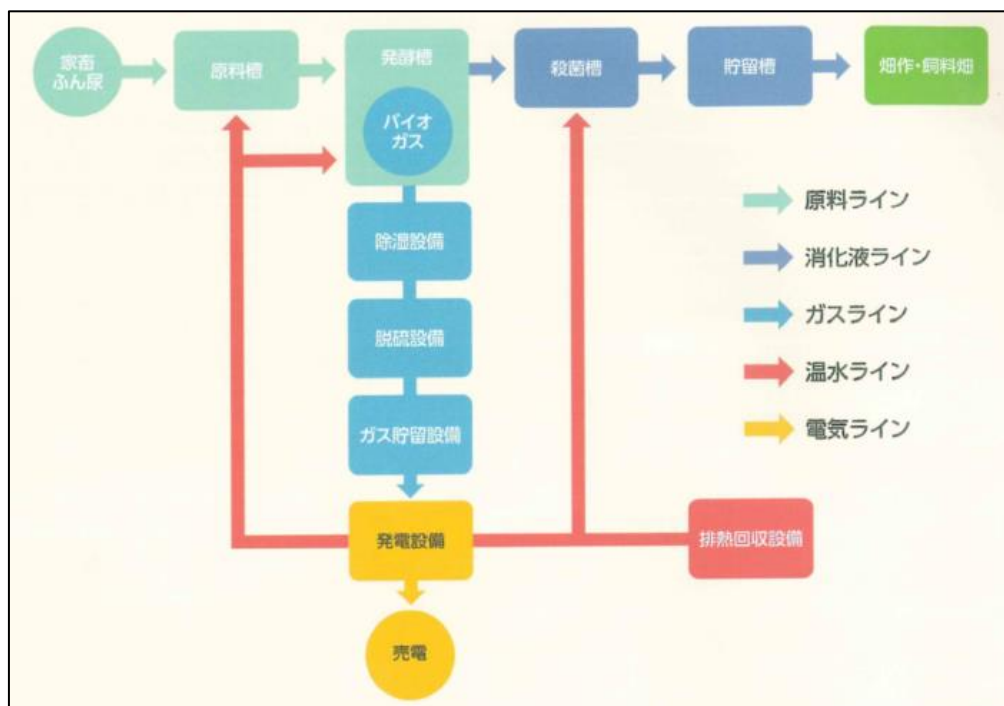 家畜
ふん尿
原料槽
発酵槽
殺菌槽
貯留槽
畑作・飼料畑
バイオ
ガス
除湿設備
脱硫設備
ガス貯留設備
発電設備
排熱回収設備
売電
原料ライン
消化液ライン
ガスライン
温水ライン
電気ライン